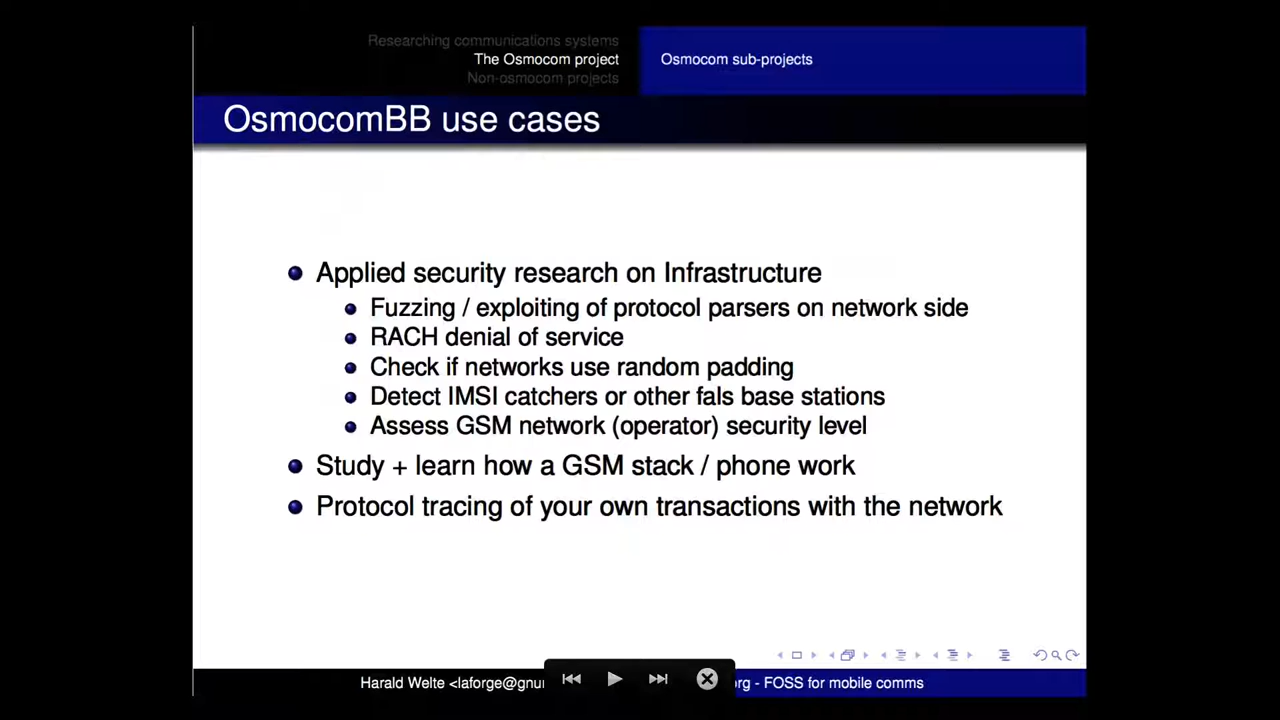 Researching communications systems
The Osmocom project
Non-osmocom projects
Osmocom sub-projects
OsmocomBB use cases
Applied security research on Infrastructure
Fuzzing / exploiting of protocol parsers on network side
RACH denial of service
Check if networks use random padding
Detect IMSI catchers or other fals base stations
Assess GSM network (operator) security level
Study + learn how a GSM stack / phone work
Protocol tracing of your own transactions with the network
Harald Welte <laforge@gnu
- FOSS for mobile comms